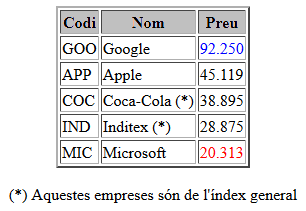 Codi Nom Preu
GOO Google 92.250
APP Apple 45.119
COC Coca-Cola (*) 38.895
IND Inditex (*) 28.875
MIC Microsoft 20.313
(*) Aquestes empreses són de l'índex general